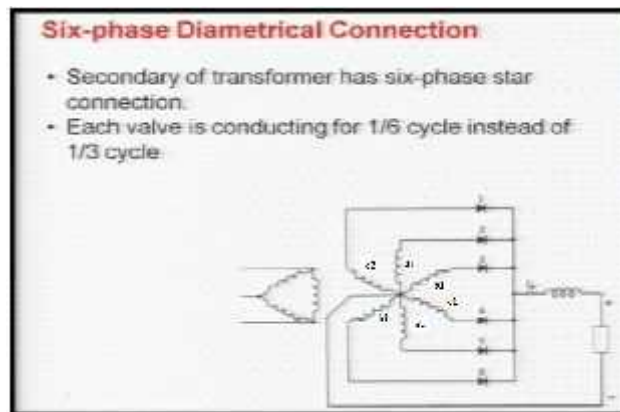 Six-phase Diametrical Connection
• Secondary of transformer has six-phase star
connection.
• Each valve is conducting for 1/6 cycle instead of
1/3 cycle